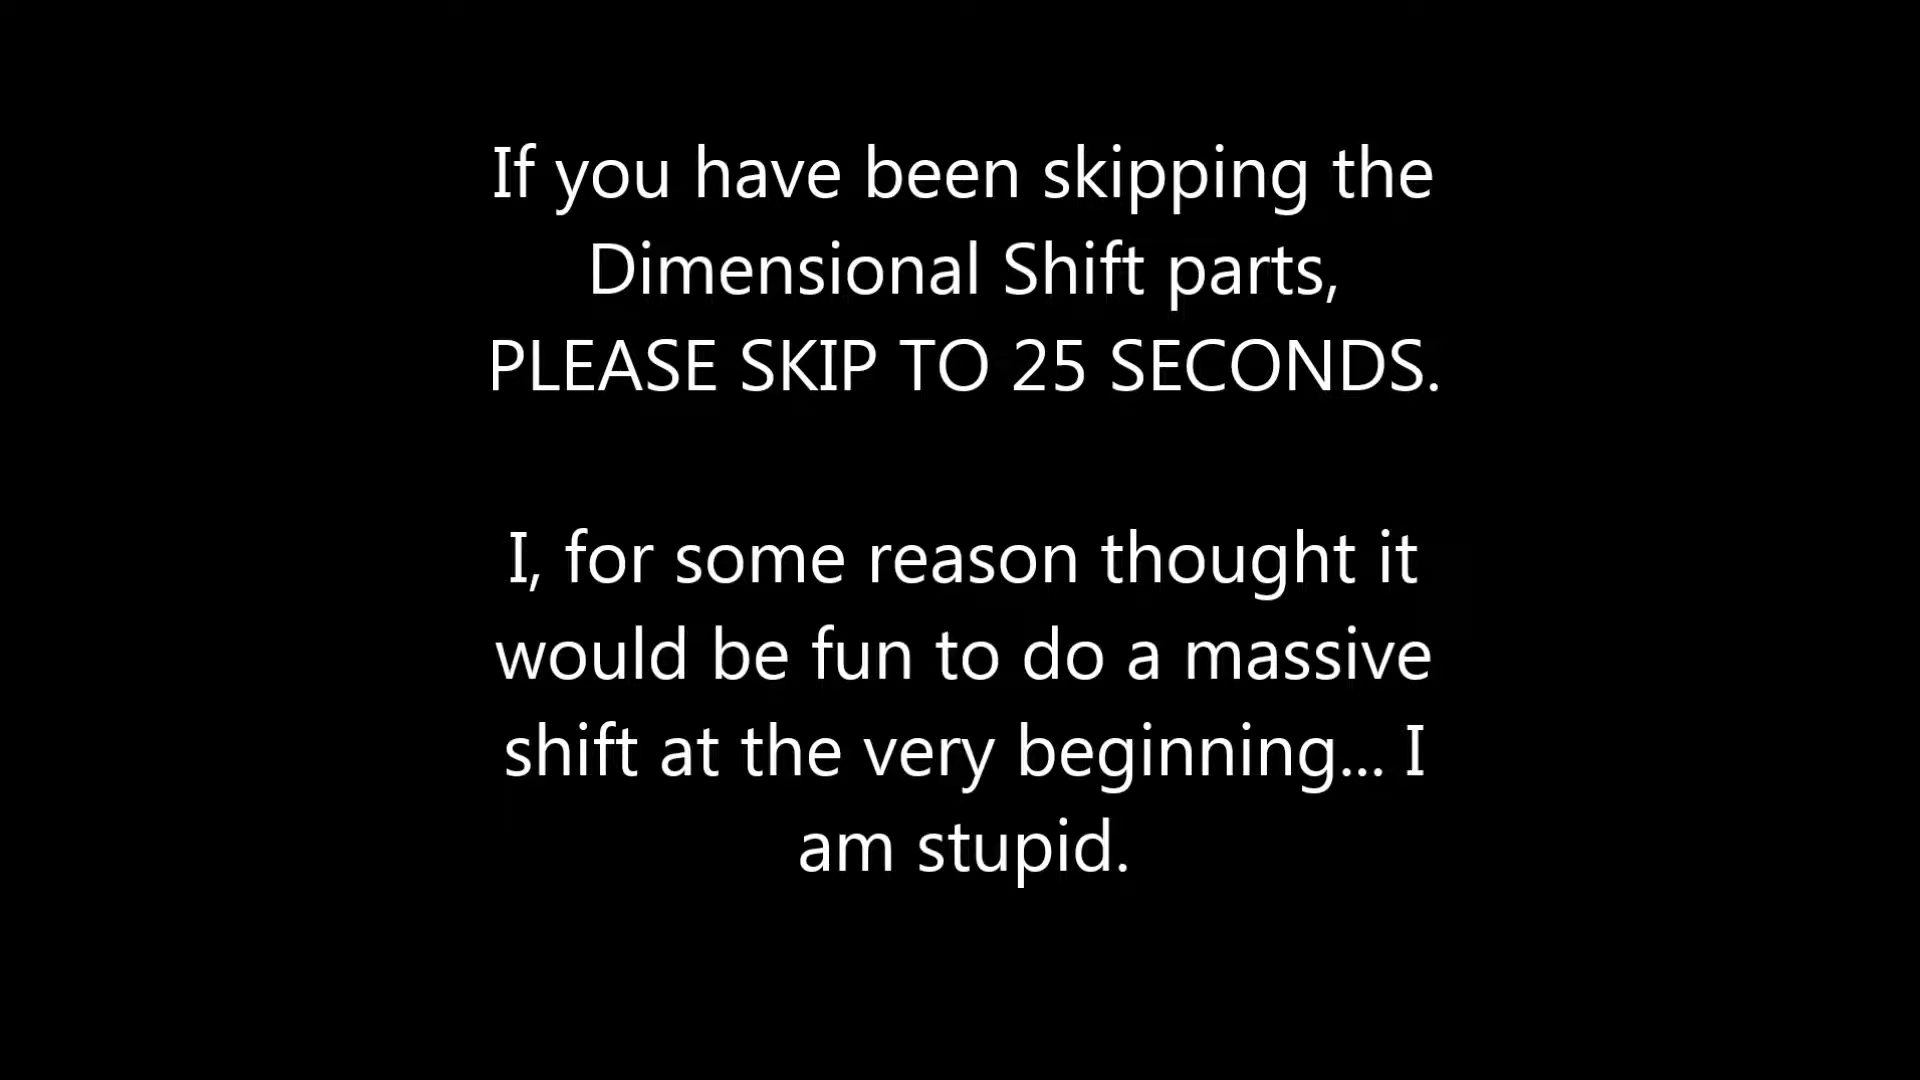 If you have been skipping the
Dimensional Shift parts,
PLEASE SKIP TO 25 SECONDS.
I, for some reason thought it
would be fun to do a massive
shift at the very beginning... I
am stupid.